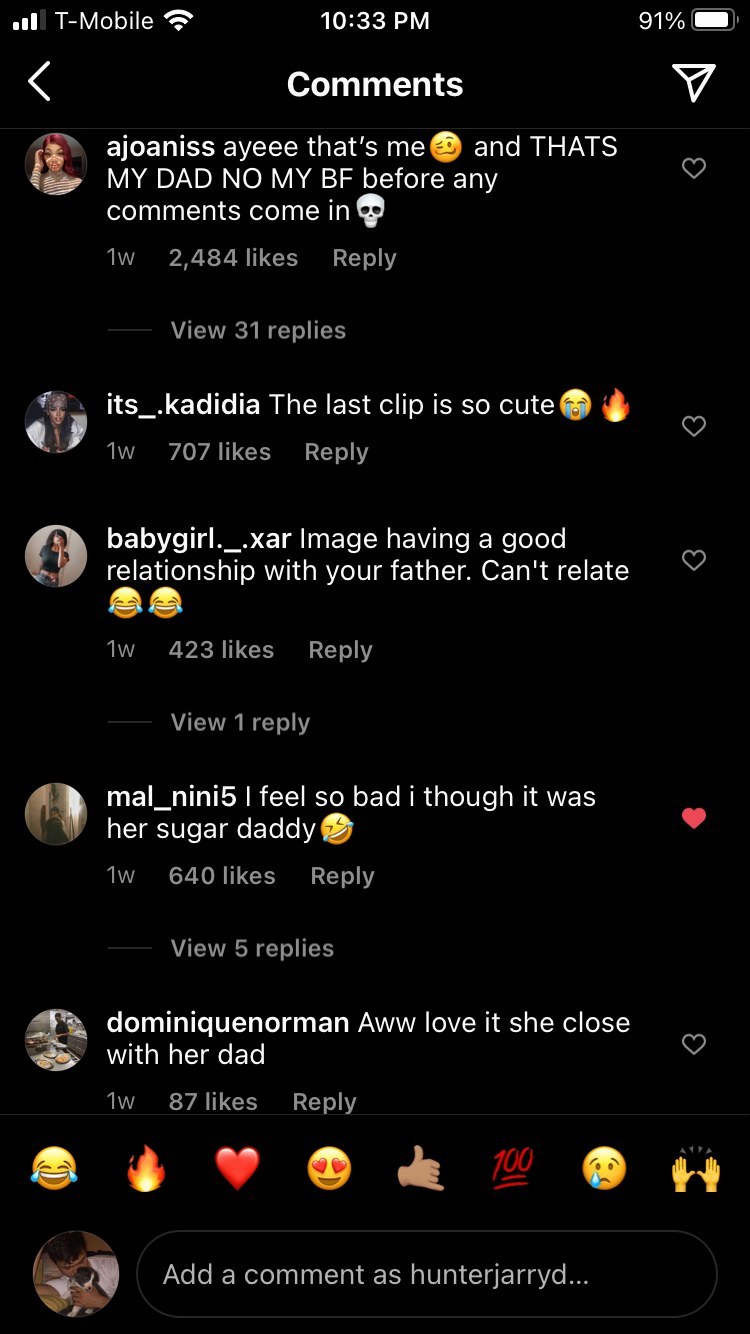 T-Mobile 10:33 PM 91%
Comments
ajoaniss ayeee that’s me🥴 and THATS
MY DAD NO MY BF before any
comments come in💀
1w 2,484 likes Reply
View 31 replies
its_.kadidia The last clip is so cute😭🔥
1w 707 likes Reply
babygirl._.xar Image having a good
relationship with your father. Can't relate
😂😂
1w 423 likes Reply
View 1 reply
mal_nini5 I feel so bad i though it was
her sugar daddy🤣
1w 640 likes Reply
View 5 replies
dominiquenorman Aww love it she close
with her dad
1w 87 likes Reply
😂 🔥 ❤️ 😍 🤙🏽 💯 😢 🙌
Add a comment as hunterjarryd...